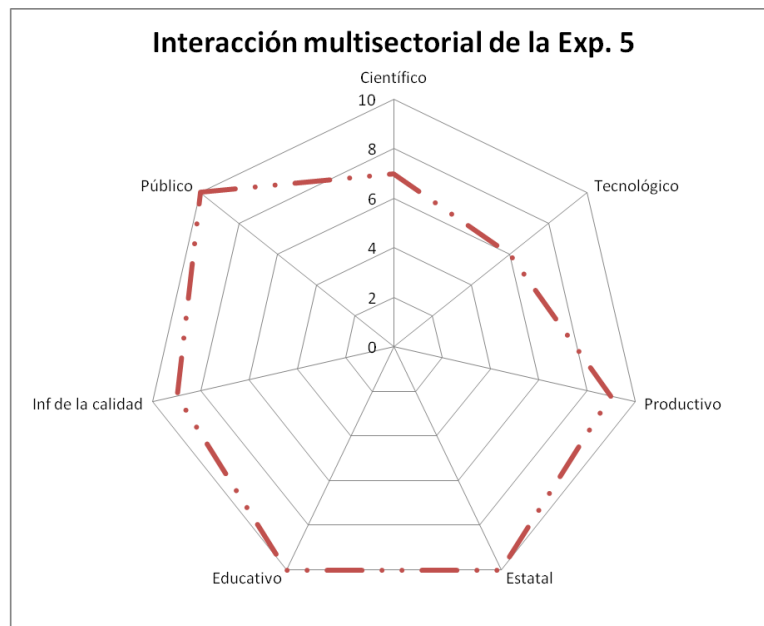 Interacción multisectorial de la Exp. 5
Científico
10
Público
8
Tecnológico
6
4
2
0
Inf de la calidad
Productivo
Educativo
Estatal